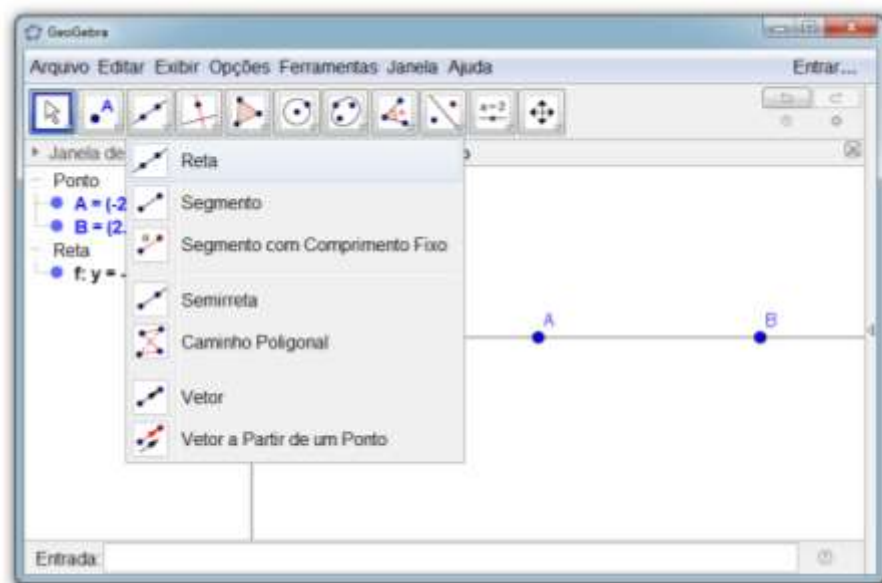 GeoGebra
Arquivo Editar Exibir Opções Ferramentas Janela Ajuda Entrar...
A
a=2
Janela de
Ponto
A = (-2
B = (2.
Reta
f: y = -
Reta
Segmento
Segmento com Comprimento Fixo
Semirreta
Caminho Poligonal
Vetor
Vetor a Partir de um Ponto
A
B
Entrada: